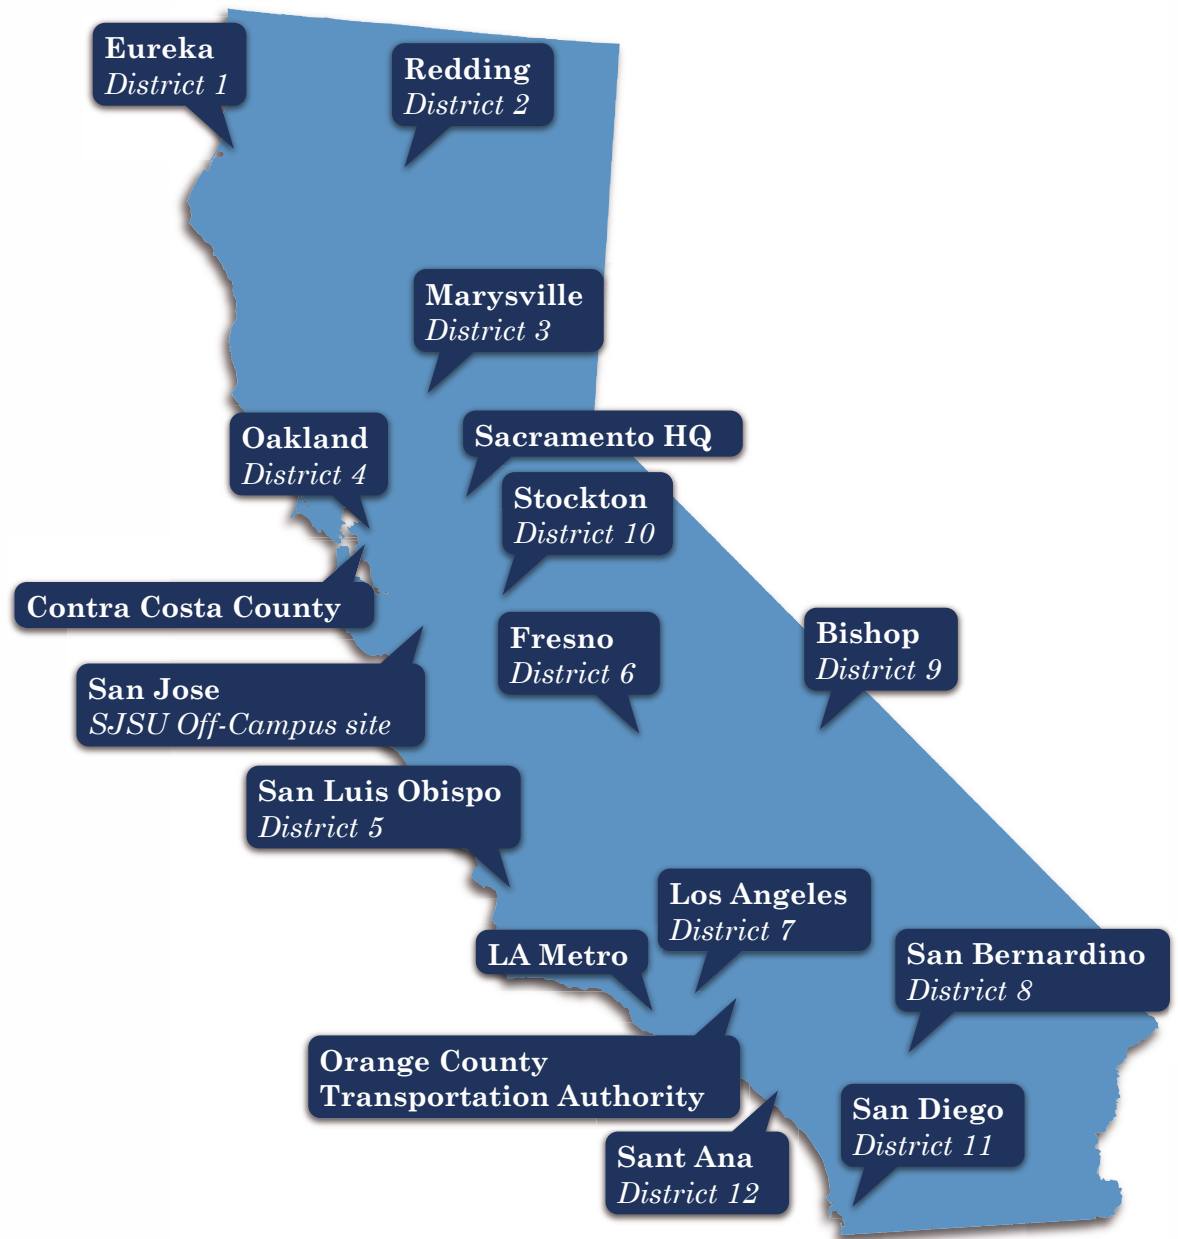 Eureka
District 1
Redding
District 2
Marysville
District 3
Oakland
District 4
Sacramento HQ
Stockton
District 10
Contra Costa County
Fresno
District 6
Bishop
District 9
San Jose
SJSU Off-Campus site
San Luis Obispo
District 5
Los Angeles
District 7
LA Metro
San Bernardino
District 8
Orange County
Transportation Authority
San Diego
District 11
Sant Ana
District 12